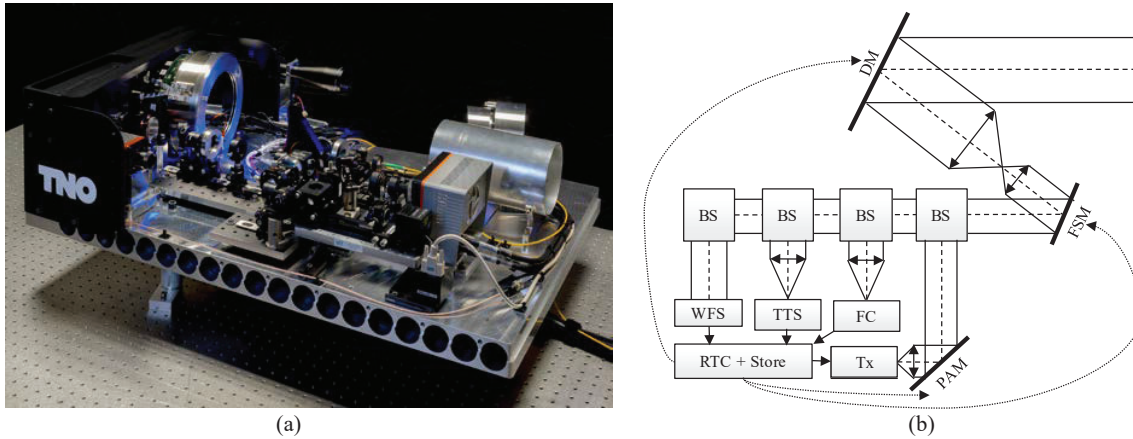 TNO
DM
BS
BS
BS
BS
FSM
WFS
TTS
FC
RTC + Store
Tx
PAM
(a)
(b)